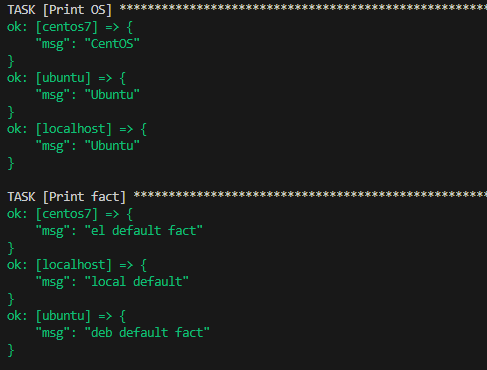 TASK [Print OS] ****************************************************
ok: [centos7] => {
    "msg": "CentOS"
}
ok: [ubuntu] => {
    "msg": "Ubuntu"
}
ok: [localhost] => {
    "msg": "Ubuntu"
}

TASK [Print fact] **************************************************
ok: [centos7] => {
    "msg": "el default fact"
}
ok: [localhost] => {
    "msg": "local default"
}
ok: [ubuntu] => {
    "msg": "deb default fact"
}